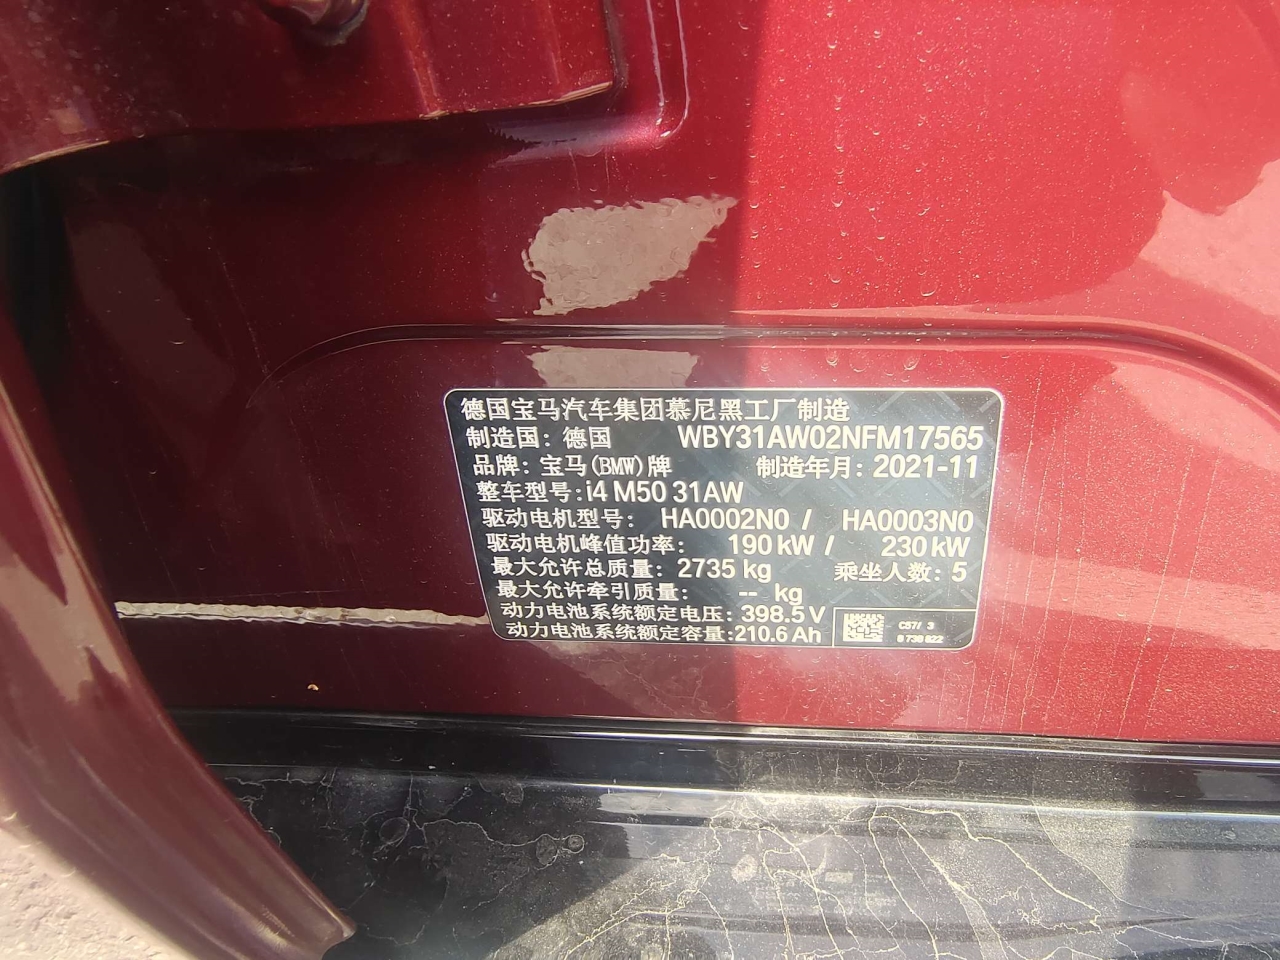 德国宝马汽车集团慕尼黑工厂制造
制造国：德国 WBY31AW02NFM17565
品牌：宝马(BMW)牌 制造年月：2021-11
整车型号：i4 M50 31AW
驱动电机型号： HA0002N0 / HA0003N0
驱动电机峰值功率： 190 kW / 230 kW
最大允许总质量：2735 kg 乘坐人数：5
最大允许牵引质量： -- kg
动力电池系统额定电压：398.5 V
动力电池系统额定容量：210.6 Ah
C57/ 3